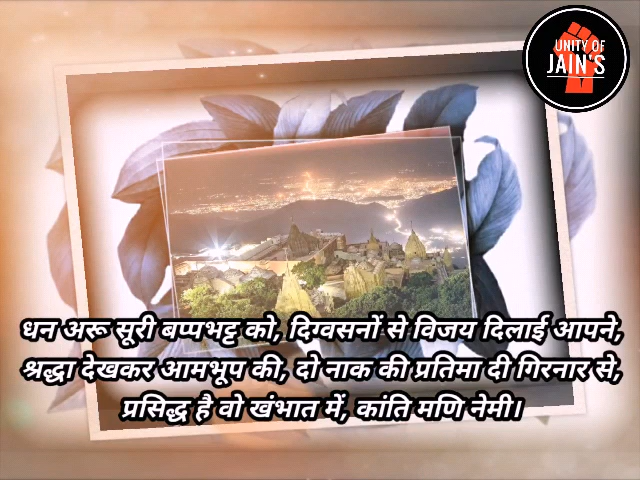 UNITY OF
JAIN'S
धन अरू सूरी बप्पभट्ट को, दिग्वसनों से विजय दिलाई आपने,
श्रद्धा देखकर आमभूप की, दो नाक की प्रतिमा दी गिरनार से,
प्रसिद्ध है वो खंभात में, कांति मणि नेमी।